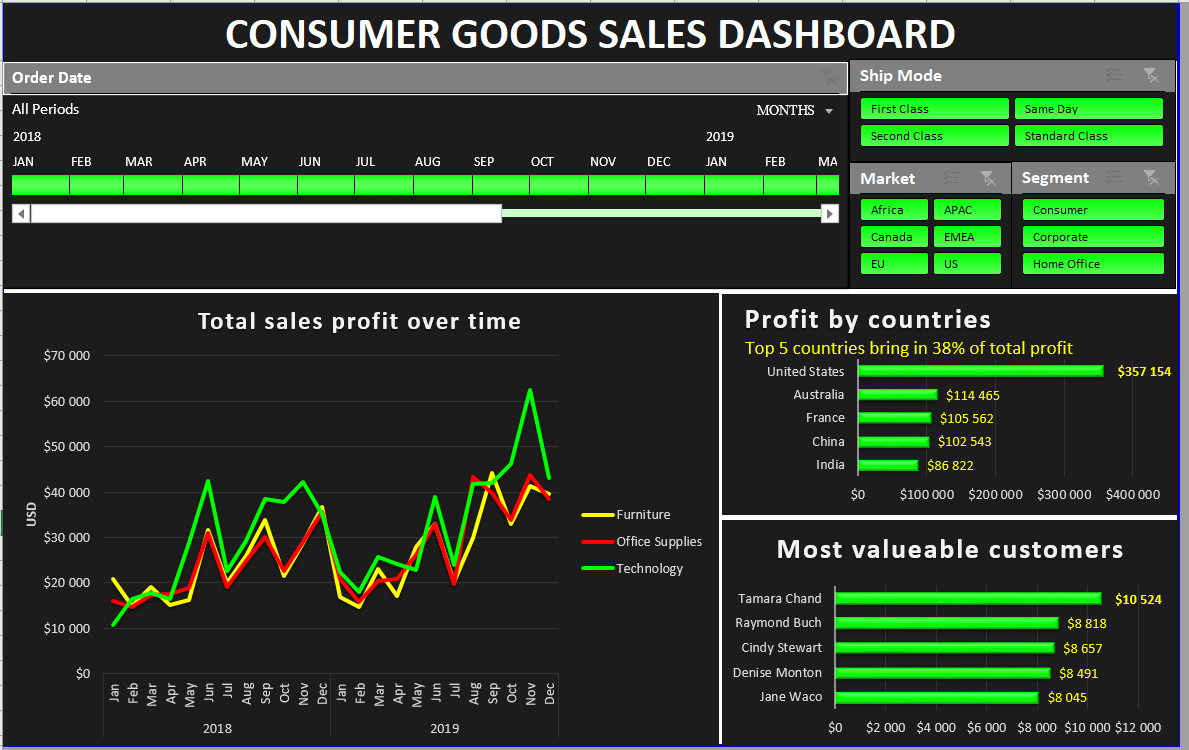 CONSUMER GOODS SALES DASHBOARD
Order Date
All Periods
MONTHS
2018 2019
JAN FEB MAR APR MAY JUN JUL AUG SEP OCT NOV DEC JAN FEB MA
Ship Mode
First Class Same Day
Second Class Standard Class
Market
Africa APAC
Canada EMEA
EU US
Segment
Consumer
Corporate
Home Office
Total sales profit over time
$70 000
$60 000
$50 000
$40 000
$30 000
$20 000
$10 000
$0
USD
Jan Feb Mar Apr May Jun Jul Aug Sep Oct Nov Dec Jan Feb Mar Apr May Jun Jul Aug Sep Oct Nov Dec
2018 2019
Furniture
Office Supplies
Technology
Profit by countries
Top 5 countries bring in 38% of total profit
United States $357 154
Australia $114 465
France $105 562
China $102 543
India $86 822
$0 $100 000 $200 000 $300 000 $400 000
Most valueable customers
Tamara Chand $10 524
Raymond Buch $8 818
Cindy Stewart $8 657
Denise Monton $8 491
Jane Waco $8 045
$0 $2 000 $4 000 $6 000 $8 000 $10 000 $12 000